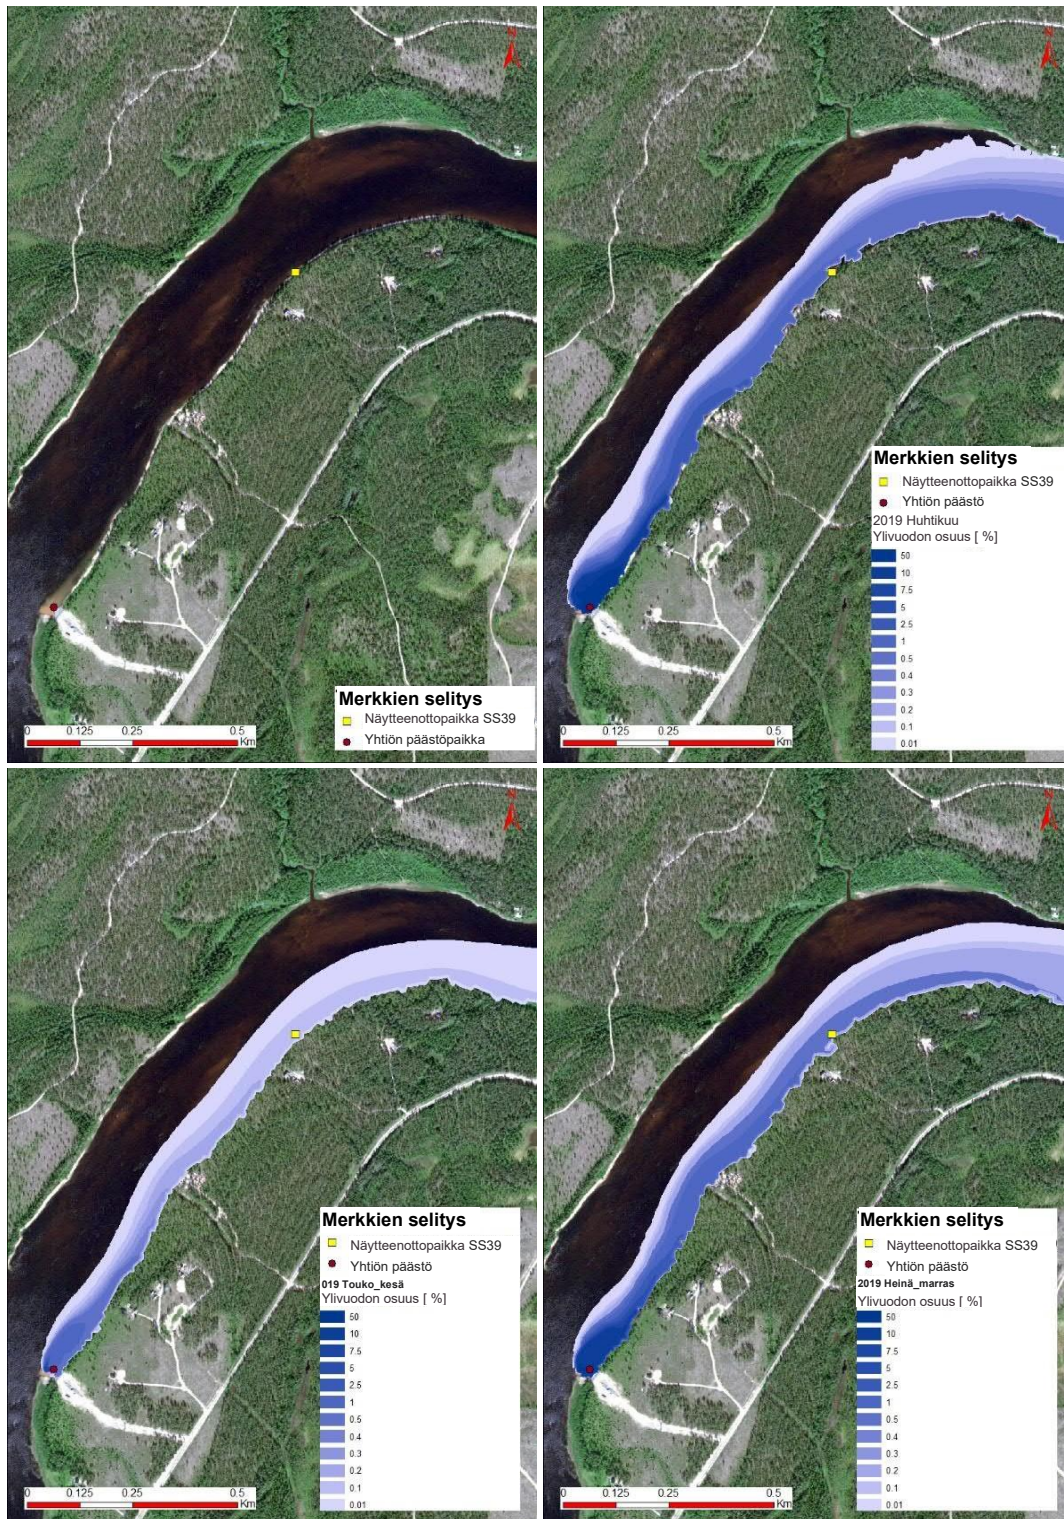 N
Merkkien selitys
Näytteenottopaikka SS39
Yhtiön päästöpaikka
0 0.125 0.25 0.5
Km
N
Merkkien selitys
Näytteenottopaikka SS39
Yhtiön päästö
2019 Huhtikuu
Ylivuodon osuus [ %]
50
10
7.5
5
2.5
1
0.5
0.4
0.3
0.2
0.1
0.01
0 0.125 0.25 0.5
Km
N
Merkkien selitys
Näytteenottopaikka SS39
Yhtiön päästö
019 Touko_kesä
Ylivuodon osuus [ %]
50
10
7.5
5
2.5
1
0.5
0.4
0.3
0.2
0.1
0.01
0 0.125 0.25 0.5
Km
N
Merkkien selitys
Näytteenottopaikka SS39
Yhtiön päästö
2019 Heinä_marras
Ylivuodon osuus [ %]
50
10
7.5
5
2.5
1
0.5
0.4
0.3
0.2
0.1
0.01
0 0.125 0.25 0.5
Km